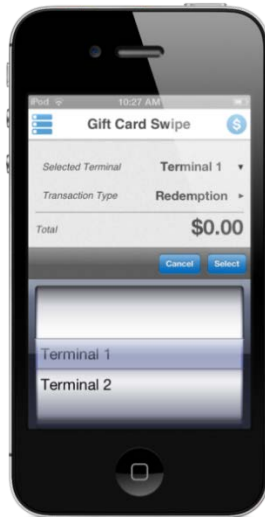 iPod 10:27 AM
Gift Card Swipe $
Selected Terminal Terminal 1
Transaction Type Redemption
Total $0.00
Cancel Select
Terminal 1
Terminal 2